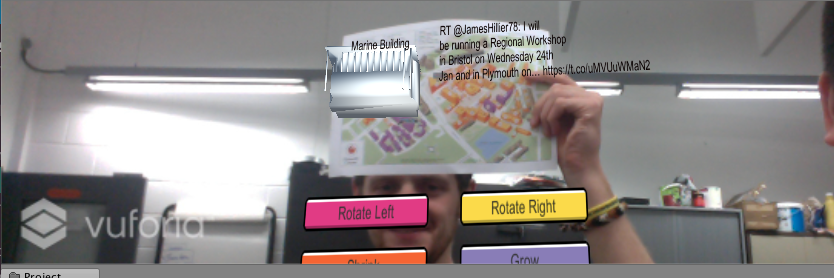 Marine Building
RT @JamesHillier78: I will
be running a Regional Workshop
in Bristol on Wednesday 24th
Jan and in Plymouth on... https://t.co/uMVUuWMaN2
Rotate Left
Rotate Right
Shrink
Grow
vuforia
Project